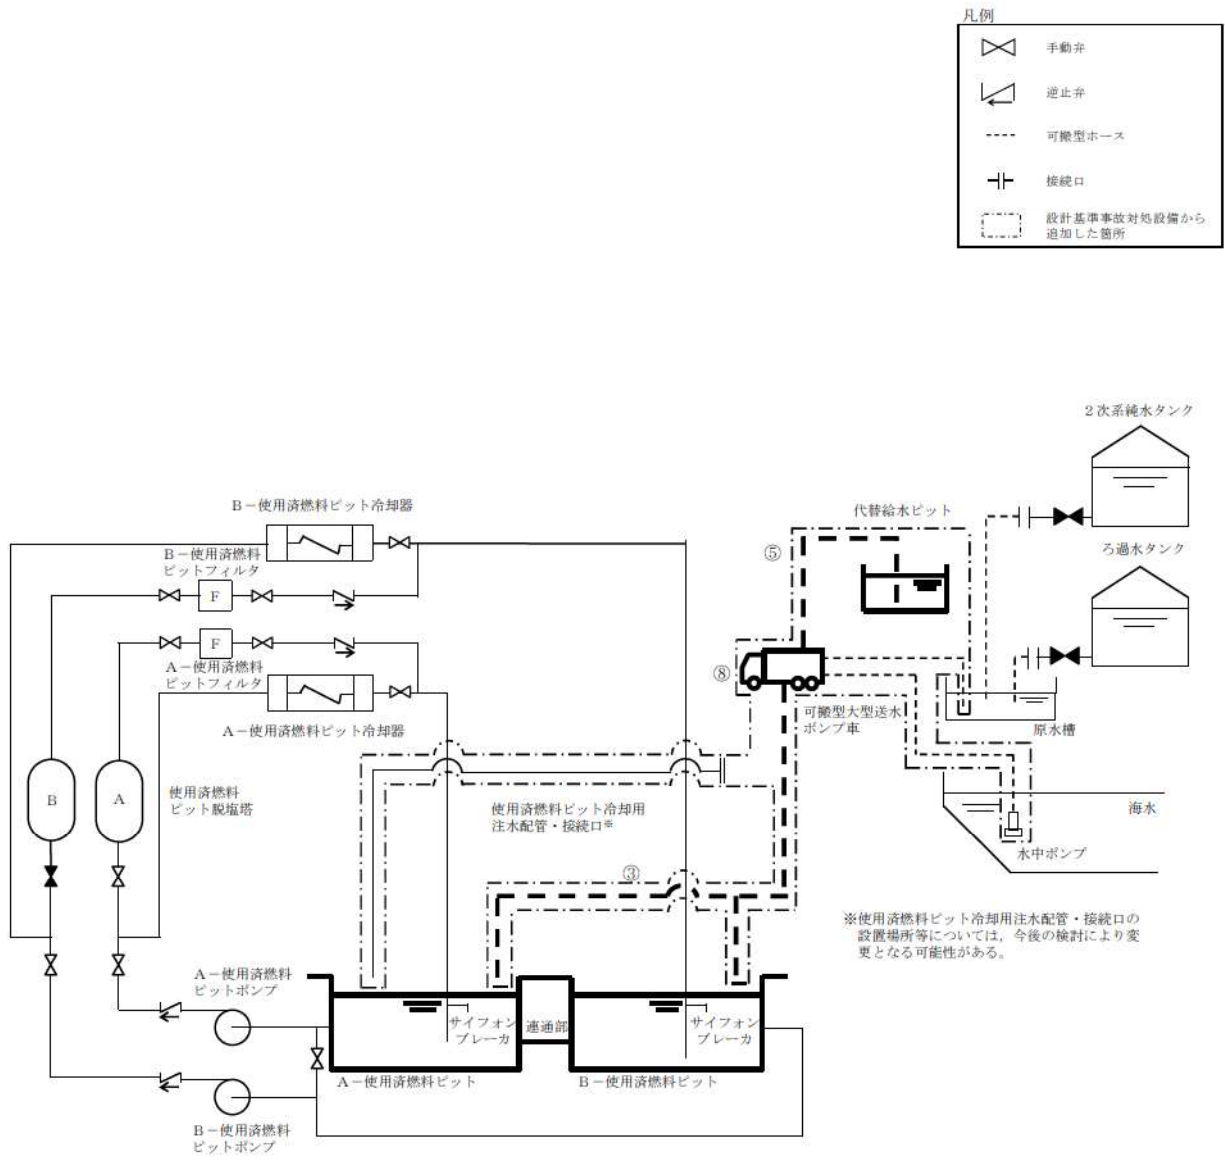 凡例
手動弁
逆止弁
可搬型ホース
接続口
設計基準事故対処設備から
追加した箇所
2次系純水タンク
B-使用済燃料ピット冷却器
代替給水ピット
⑤
ろ過水タンク
B-使用済燃料
ピットフィルタ
F
F
A-使用済燃料
ピットフィルタ
⑧
A-使用済燃料ピット冷却器
可搬型大型送水
ポンプ車
原水槽
B
A
使用済燃料
ピット脱塩塔
使用済燃料ピット冷却用
注水配管・接続口※
海水
水中ポンプ
③
※使用済燃料ピット冷却用注水配管・接続口の
設置場所等については，今後の検討により変
更となる可能性がある。
A-使用済燃料
ピットポンプ
サイフォン
ブレーカ
連通部
サイフォン
ブレーカ
A-使用済燃料ピット
B-使用済燃料ピット
B-使用済燃料
ピットポンプ